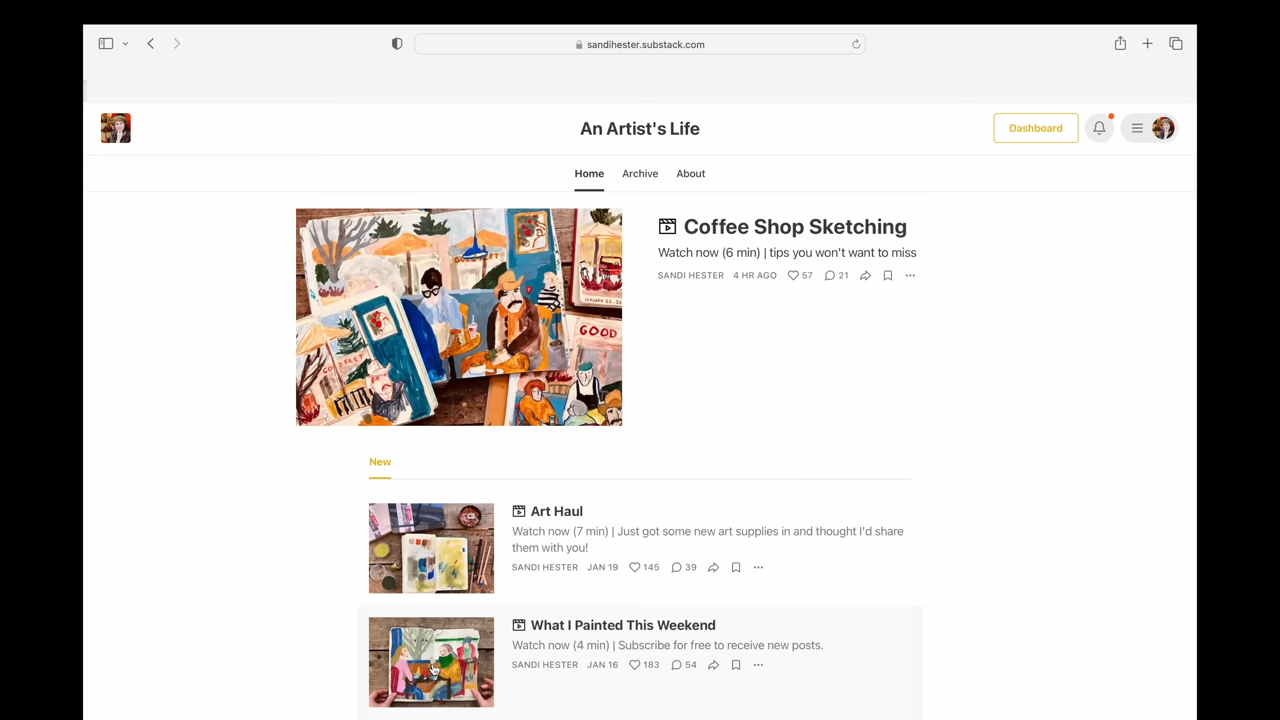 sandihester.substack.com
An Artist's Life
Dashboard
Home
Archive
About
Coffee Shop Sketching
Watch now (6 min) | tips you won't want to miss
SANDI HESTER 4 HR AGO 57 21
GOOD
New
Art Haul
Watch now (7 min) | Just got some new art supplies in and thought I'd share
them with you!
SANDI HESTER JAN 19 145 39
What I Painted This Weekend
Watch now (4 min) | Subscribe for free to receive new posts.
SANDI HESTER JAN 16 183 54